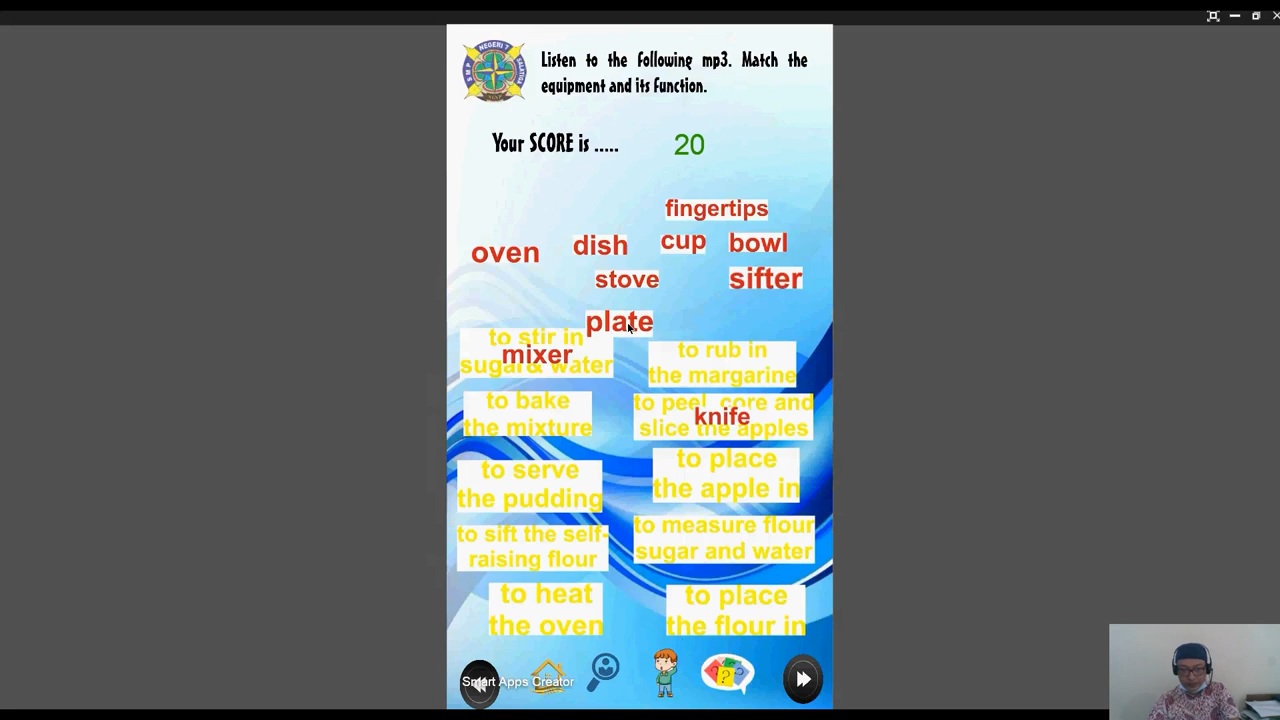 NEGERI 7
SMP
SALATIGA
Listen to the following mp3. Match the
equipment and its function.
Your SCORE is ..... 20
fingertips
oven dish cup bowl
stove sifter
plate
to stir in
sugar & water
mixer
to rub in
the margarine
to bake
the mixture
to peel, core and
slice the apples
knife
to serve
the pudding
to place
the apple in
to sift the self-
raising flour
to measure flour
sugar and water
to heat
the oven
to place
the flour in
Smart Apps Creator